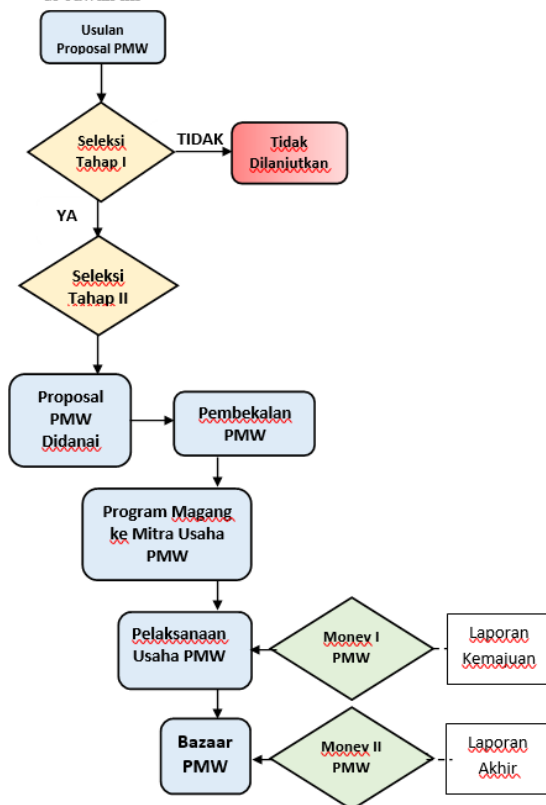 Usulan
Proposal PMW
Seleksi
Tahap I
TIDAK
Tidak
Dilanjutkan
YA
Seleksi
Tahap II
Proposal
PMW
Didanai
Pembekalan
PMW
Program Magang
ke Mitra Usaha
PMW
Pelaksanaan
Usaha PMW
Monev I
PMW
Laporan
Kemajuan
Bazaar
PMW
Monev II
PMW
Laporan
Akhir